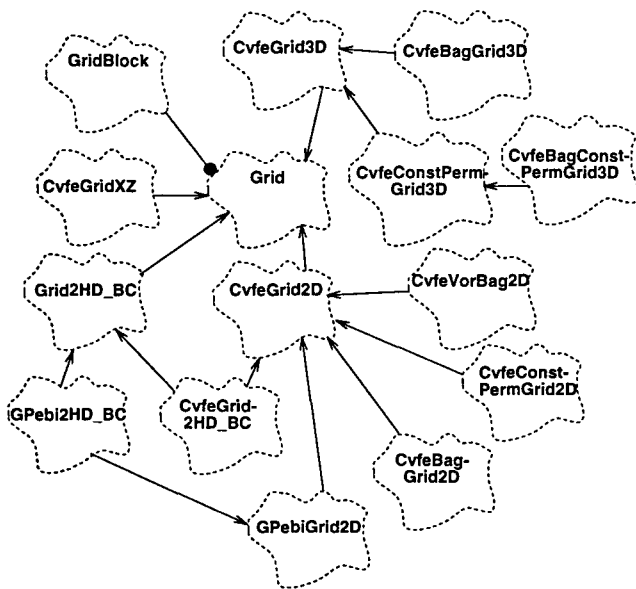 GridBlock
CvfeGrid3D
CvfeBagGrid3D
CvfeGridXZ
Grid
CvfeConstPerm-
Grid3D
CvfeBagConst-
PermGrid3D
Grid2HD_BC
CvfeGrid2D
CvfeVorBag2D
GPebi2HD_BC
CvfeGrid-
2HD_BC
CvfeConst-
PermGrid2D
CvfeBag-
Grid2D
GPebiGrid2D